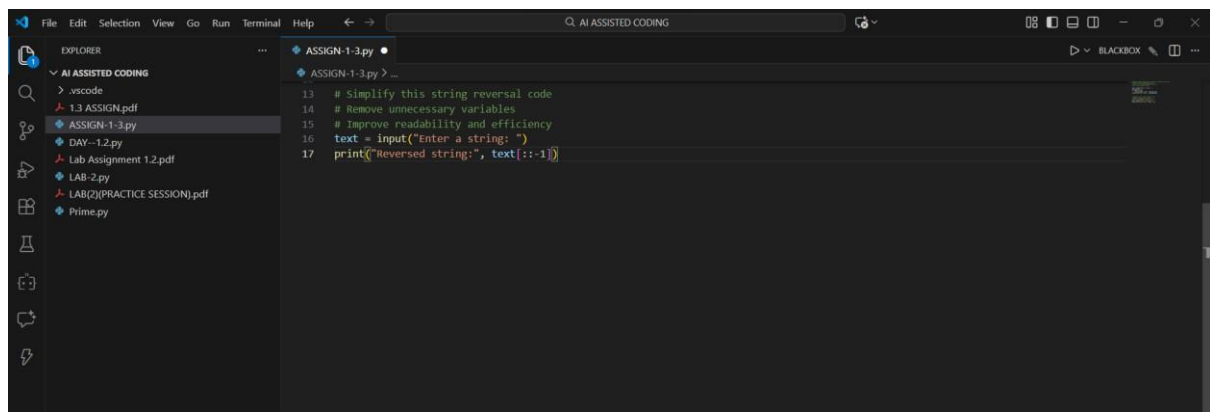 File Edit Selection View Go Run Terminal Help ← → AI ASSISTED CODING
EXPLORER ...
AI ASSISTED CODING
> .vscode
1.3 ASSIGN.pdf
ASSIGN-1-3.py
DAY--1.2.py
Lab Assignment 1.2.pdf
LAB-2.py
LAB(2)(PRACTICE SESSION).pdf
Prime.py
1
ASSIGN-1-3.py ●
BLACKBOX ...
ASSIGN-1-3.py > ...
13 # Simplify this string reversal code
14 # Remove unnecessary variables
15 # Improve readability and efficiency
16 text = input("Enter a string: ")
17 print("Reversed string:", text[::-1])